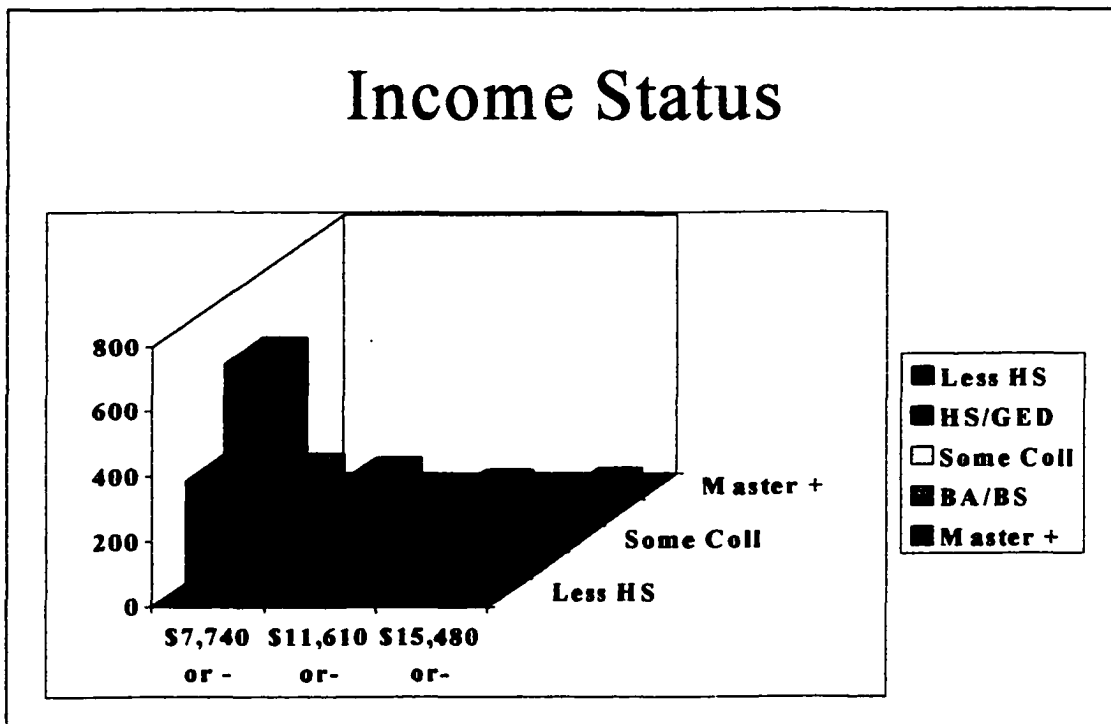 Income Status
800
600
400
200
0
$7,740 $11,610 $15,480
or - or- or-
Master +
Some Coll
Less HS
Less HS
HS/GED
Some Coll
BA/BS
Master +